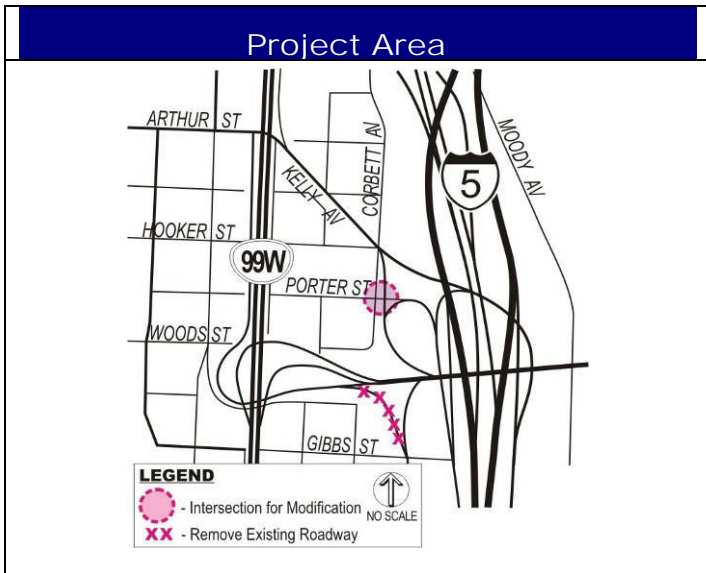 Project Area
ARTHUR ST
KELLY AV
CORBETT AV
MOODY AV
5
HOOKER ST
99W
PORTER ST
WOODS ST
GIBBS ST
LEGEND
- Intersection for Modification
NO SCALE
XX - Remove Existing Roadway